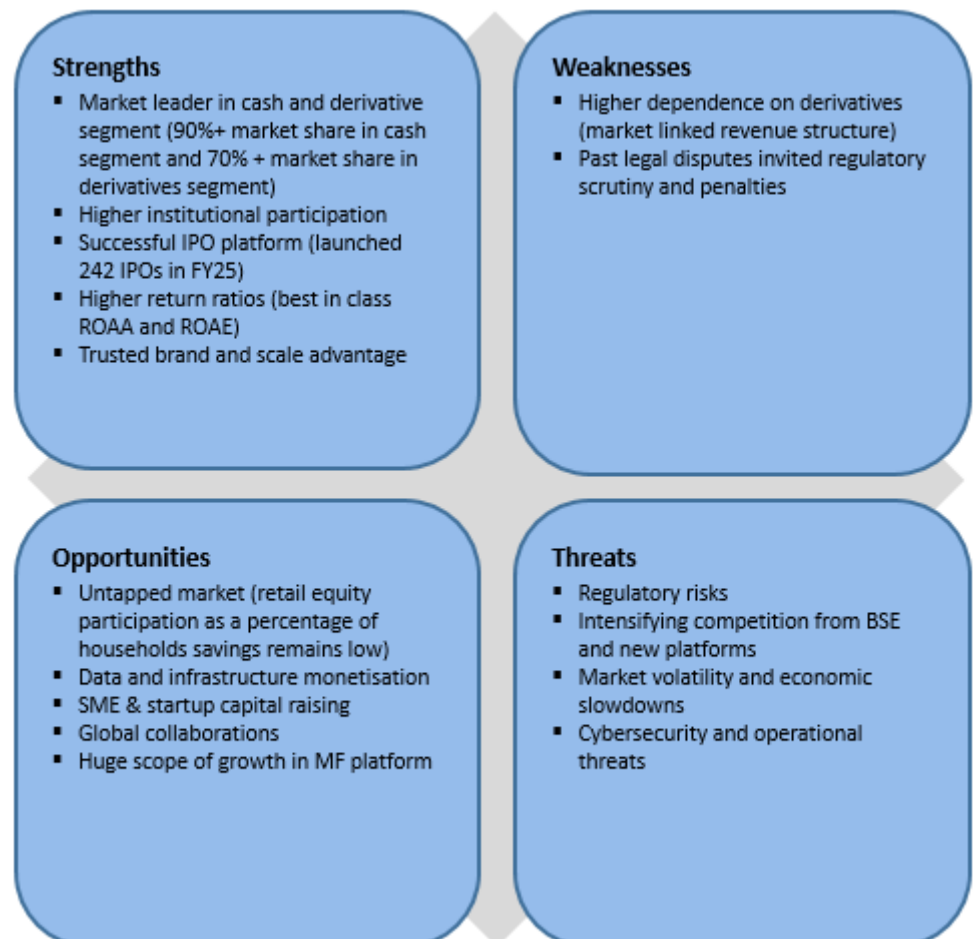 Strengths
▪ Market leader in cash and derivative
segment (90%+ market share in cash
segment and 70% + market share in
derivatives segment)
▪ Higher institutional participation
▪ Successful IPO platform (launched
242 IPOs in FY25)
▪ Higher return ratios (best in class
ROAA and ROAE)
▪ Trusted brand and scale advantage
Weaknesses
▪ Higher dependence on derivatives
(market linked revenue structure)
▪ Past legal disputes invited regulatory
scrutiny and penalties
Opportunities
▪ Untapped market (retail equity
participation as a percentage of
households savings remains low)
▪ Data and infrastructure monetisation
▪ SME & startup capital raising
▪ Global collaborations
▪ Huge scope of growth in MF platform
Threats
▪ Regulatory risks
▪ Intensifying competition from BSE
and new platforms
▪ Market volatility and economic
slowdowns
▪ Cybersecurity and operational
threats